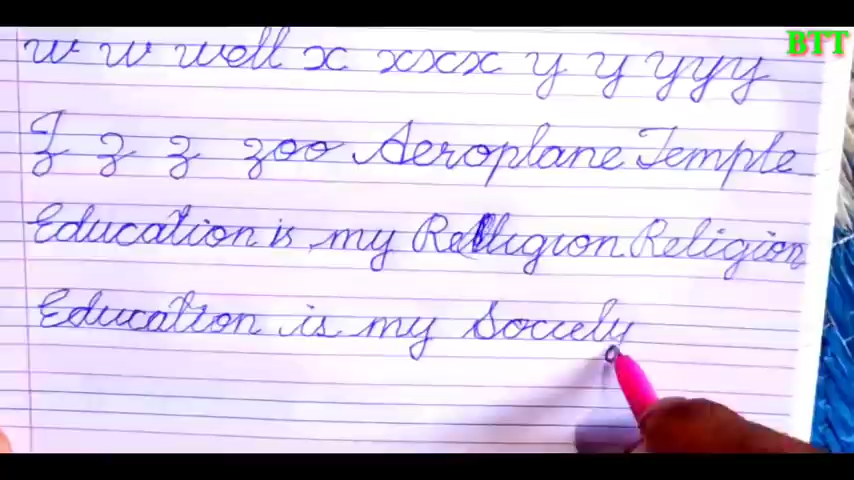 BTT
w w well x xxx y y yyy
Z z z zoo Aeroplane Temple
Education is my Religion Religion
Education is my Society